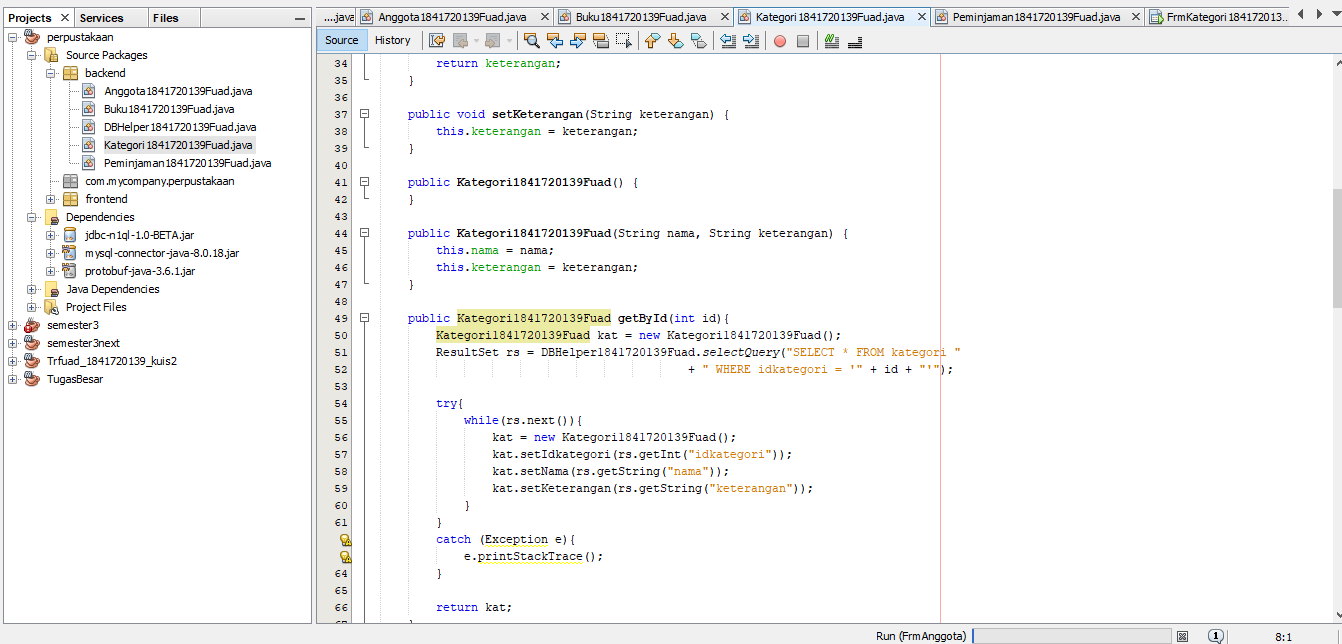 Projects
Services
Files
perpustakaan
Source Packages
backend
Anggota1841720139Fuad.java
Buku1841720139Fuad.java
DBHelper1841720139Fuad.java
Kategori1841720139Fuad.java
Peminjaman1841720139Fuad.java
com.mycompany.perpustakaan
frontend
Dependencies
jdbc-n1ql-1.0-BETA.jar
mysql-connector-java-8.0.18.jar
protobuf-java-3.6.1.jar
Java Dependencies
Project Files
semester3
semester3next
Trfuad_1841720139_kuis2
TugasBesar
....java
Anggota1841720139Fuad.java
Buku1841720139Fuad.java
Kategori1841720139Fuad.java
Peminjaman1841720139Fuad.java
FrmKategori184172013...
Source
History
34 return keterangan;
35 }
36
37 public void setKeterangan(String keterangan) {
38 this.keterangan = keterangan;
39 }
40
41 public Kategori1841720139Fuad() {
42 }
43
44 public Kategori1841720139Fuad(String nama, String keterangan) {
45 this.nama = nama;
46 this.keterangan = keterangan;
47 }
48
49 public Kategori1841720139Fuad getById(int id){
50 Kategori1841720139Fuad kat = new Kategori1841720139Fuad();
51 ResultSet rs = DBHelper1841720139Fuad.selectQuery("SELECT * FROM kategori "
52 + " WHERE idkategori = '" + id + "'");
53
54 try{
55 while(rs.next()){
56 kat = new Kategori1841720139Fuad();
57 kat.setIdkategori(rs.getInt("idkategori"));
58 kat.setNama(rs.getString("nama"));
59 kat.setKeterangan(rs.getString("keterangan"));
60 }
61 }
catch (Exception e){
e.printStackTrace();
64 }
65
66 return kat;
Run (FrmAnggota)
1
8:1